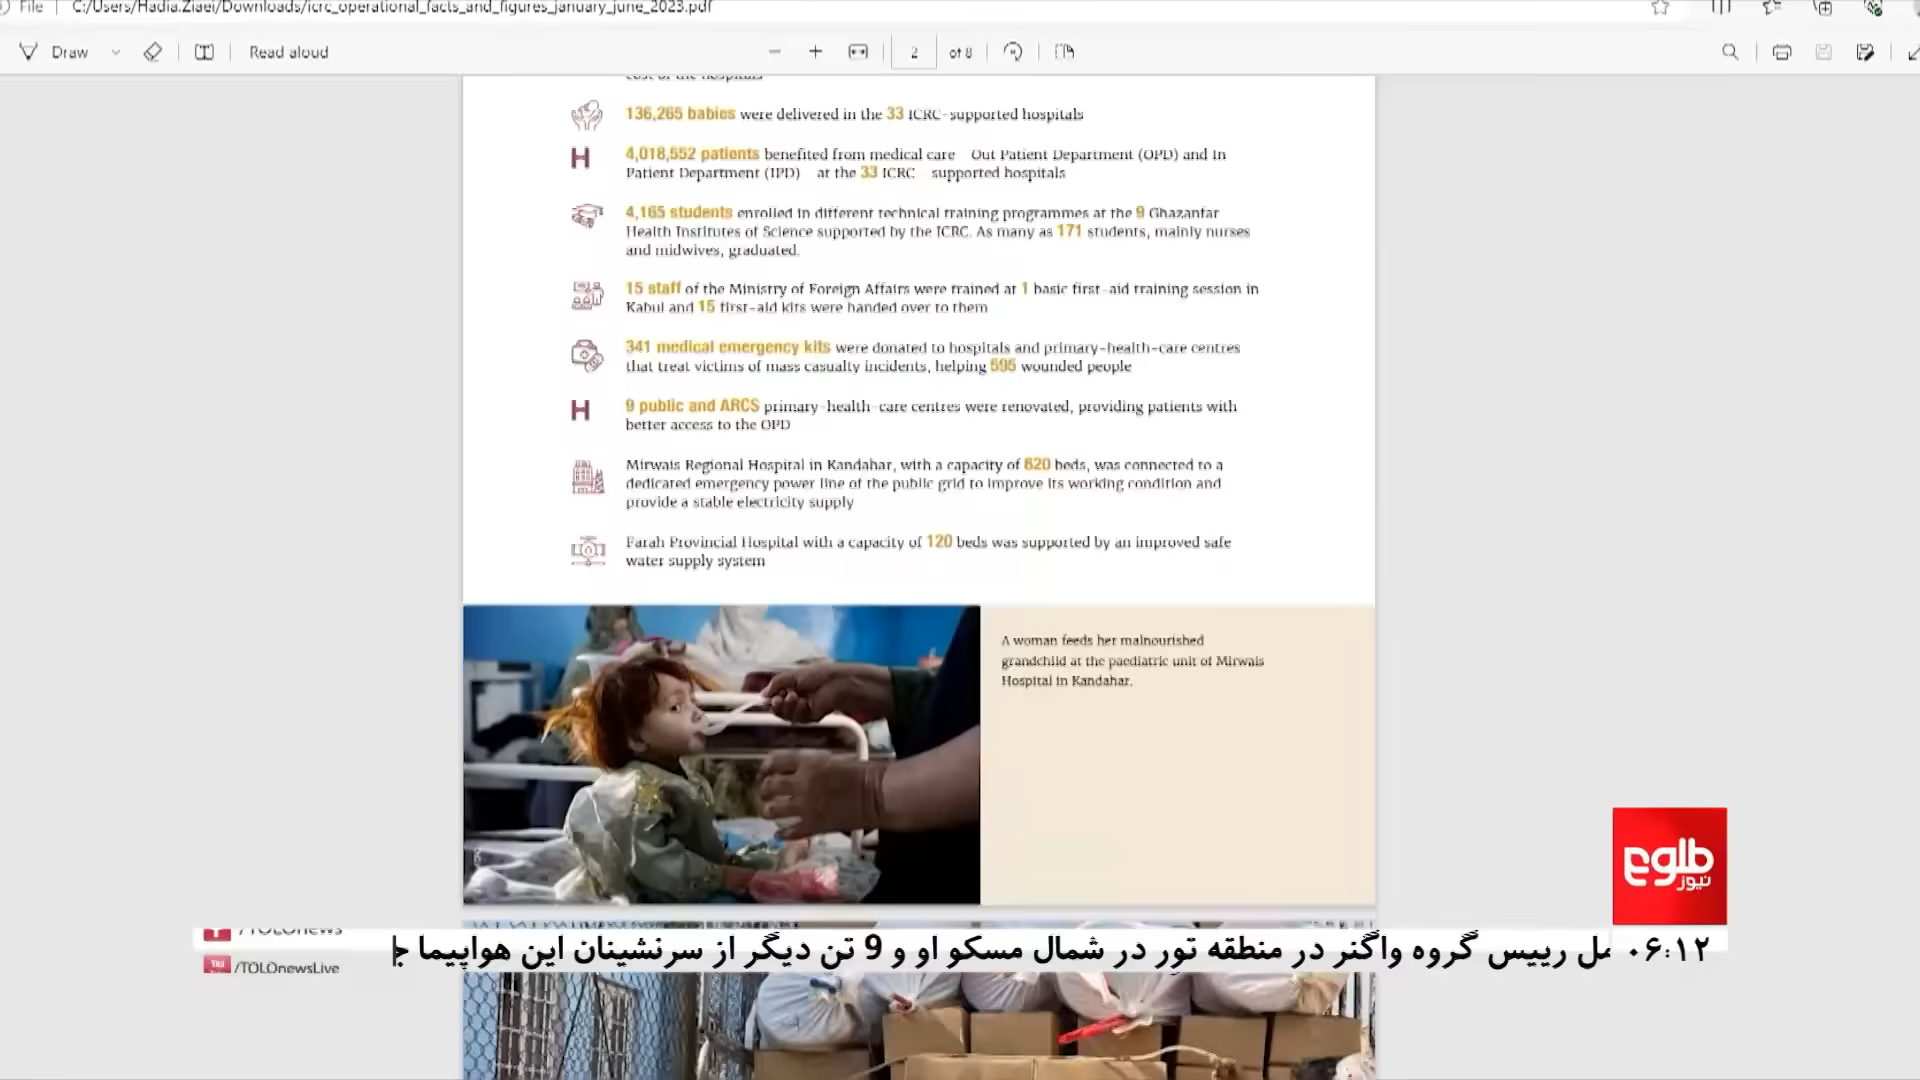 File
C:/Users/Hadia.Ziaei/Downloads/icrc_operational_facts_and_figures_january_june_2023.pdf
Draw
Read aloud
2 of 8
cost of the hospitals
136,265 babies were delivered in the 33 ICRC-supported hospitals
4,018,552 patients benefited from medical care Out Patient Department (OPD) and In
Patient Department (IPD) at the 33 ICRC supported hospitals
4,165 students enrolled in different technical training programmes at the 9 Ghazanfar
Health Institutes of Science supported by the ICRC. As many as 171 students, mainly nurses
and midwives, graduated.
15 staff of the Ministry of Foreign Affairs were trained at 1 basic first-aid training session in
Kabul and 15 first-aid kits were handed over to them
341 medical emergency kits were donated to hospitals and primary-health-care centres
that treat victims of mass casualty incidents, helping 595 wounded people
9 public and ARCS primary-health-care centres were renovated, providing patients with
better access to the OPD
Mirwais Regional Hospital in Kandahar, with a capacity of 620 beds, was connected to a
dedicated emergency power line of the public grid to improve its working condition and
provide a stable electricity supply
Farah Provincial Hospital with a capacity of 120 beds was supported by an improved safe
water supply system
A woman feeds her malnourished
grandchild at the paediatric unit of Mirwais
Hospital in Kandahar.
طلوع
نیوز
/TOLOnews
۰۶:۱۲
رییس گروه واگنر در منطقه تور در شمال مسکو او و 9 تن دیگر از سرنشینان این هواپیما
You
/TOLOnewsLive